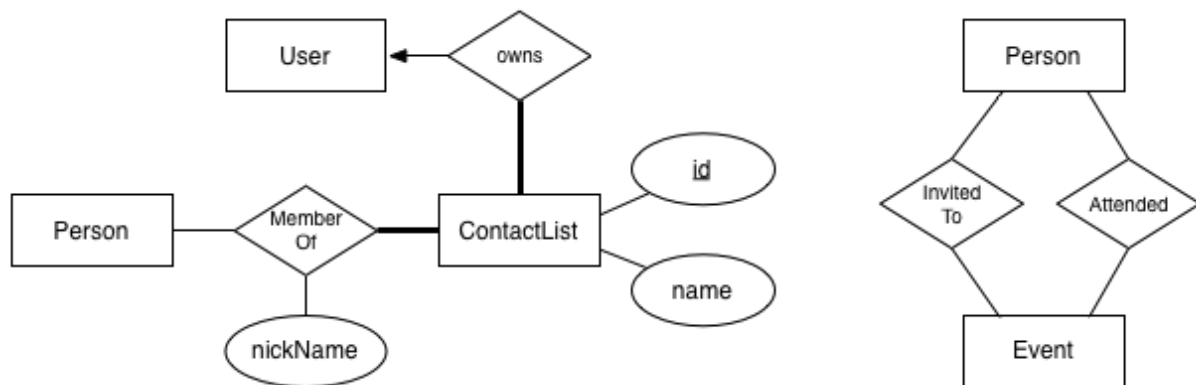 User
owns
Person
id
Person
Member
Of
ContactList
Invited
To
Attended
name
nickName
Event